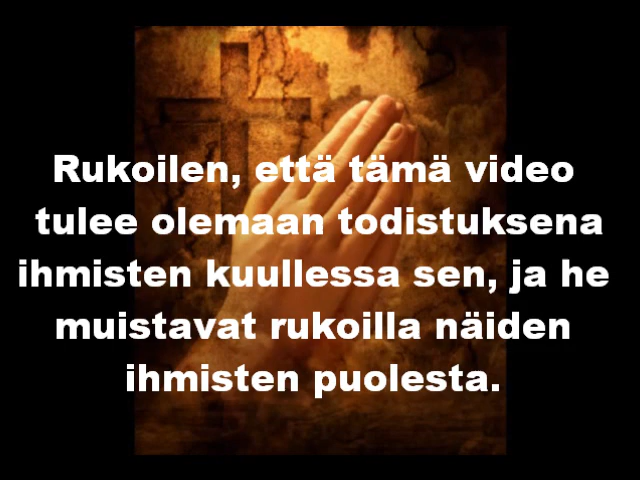 Rukoilen, että tämä video
tulee olemaan todistuksena
ihmisten kuullessa sen, ja he
muistavat rukoilla näiden
ihmisten puolesta.